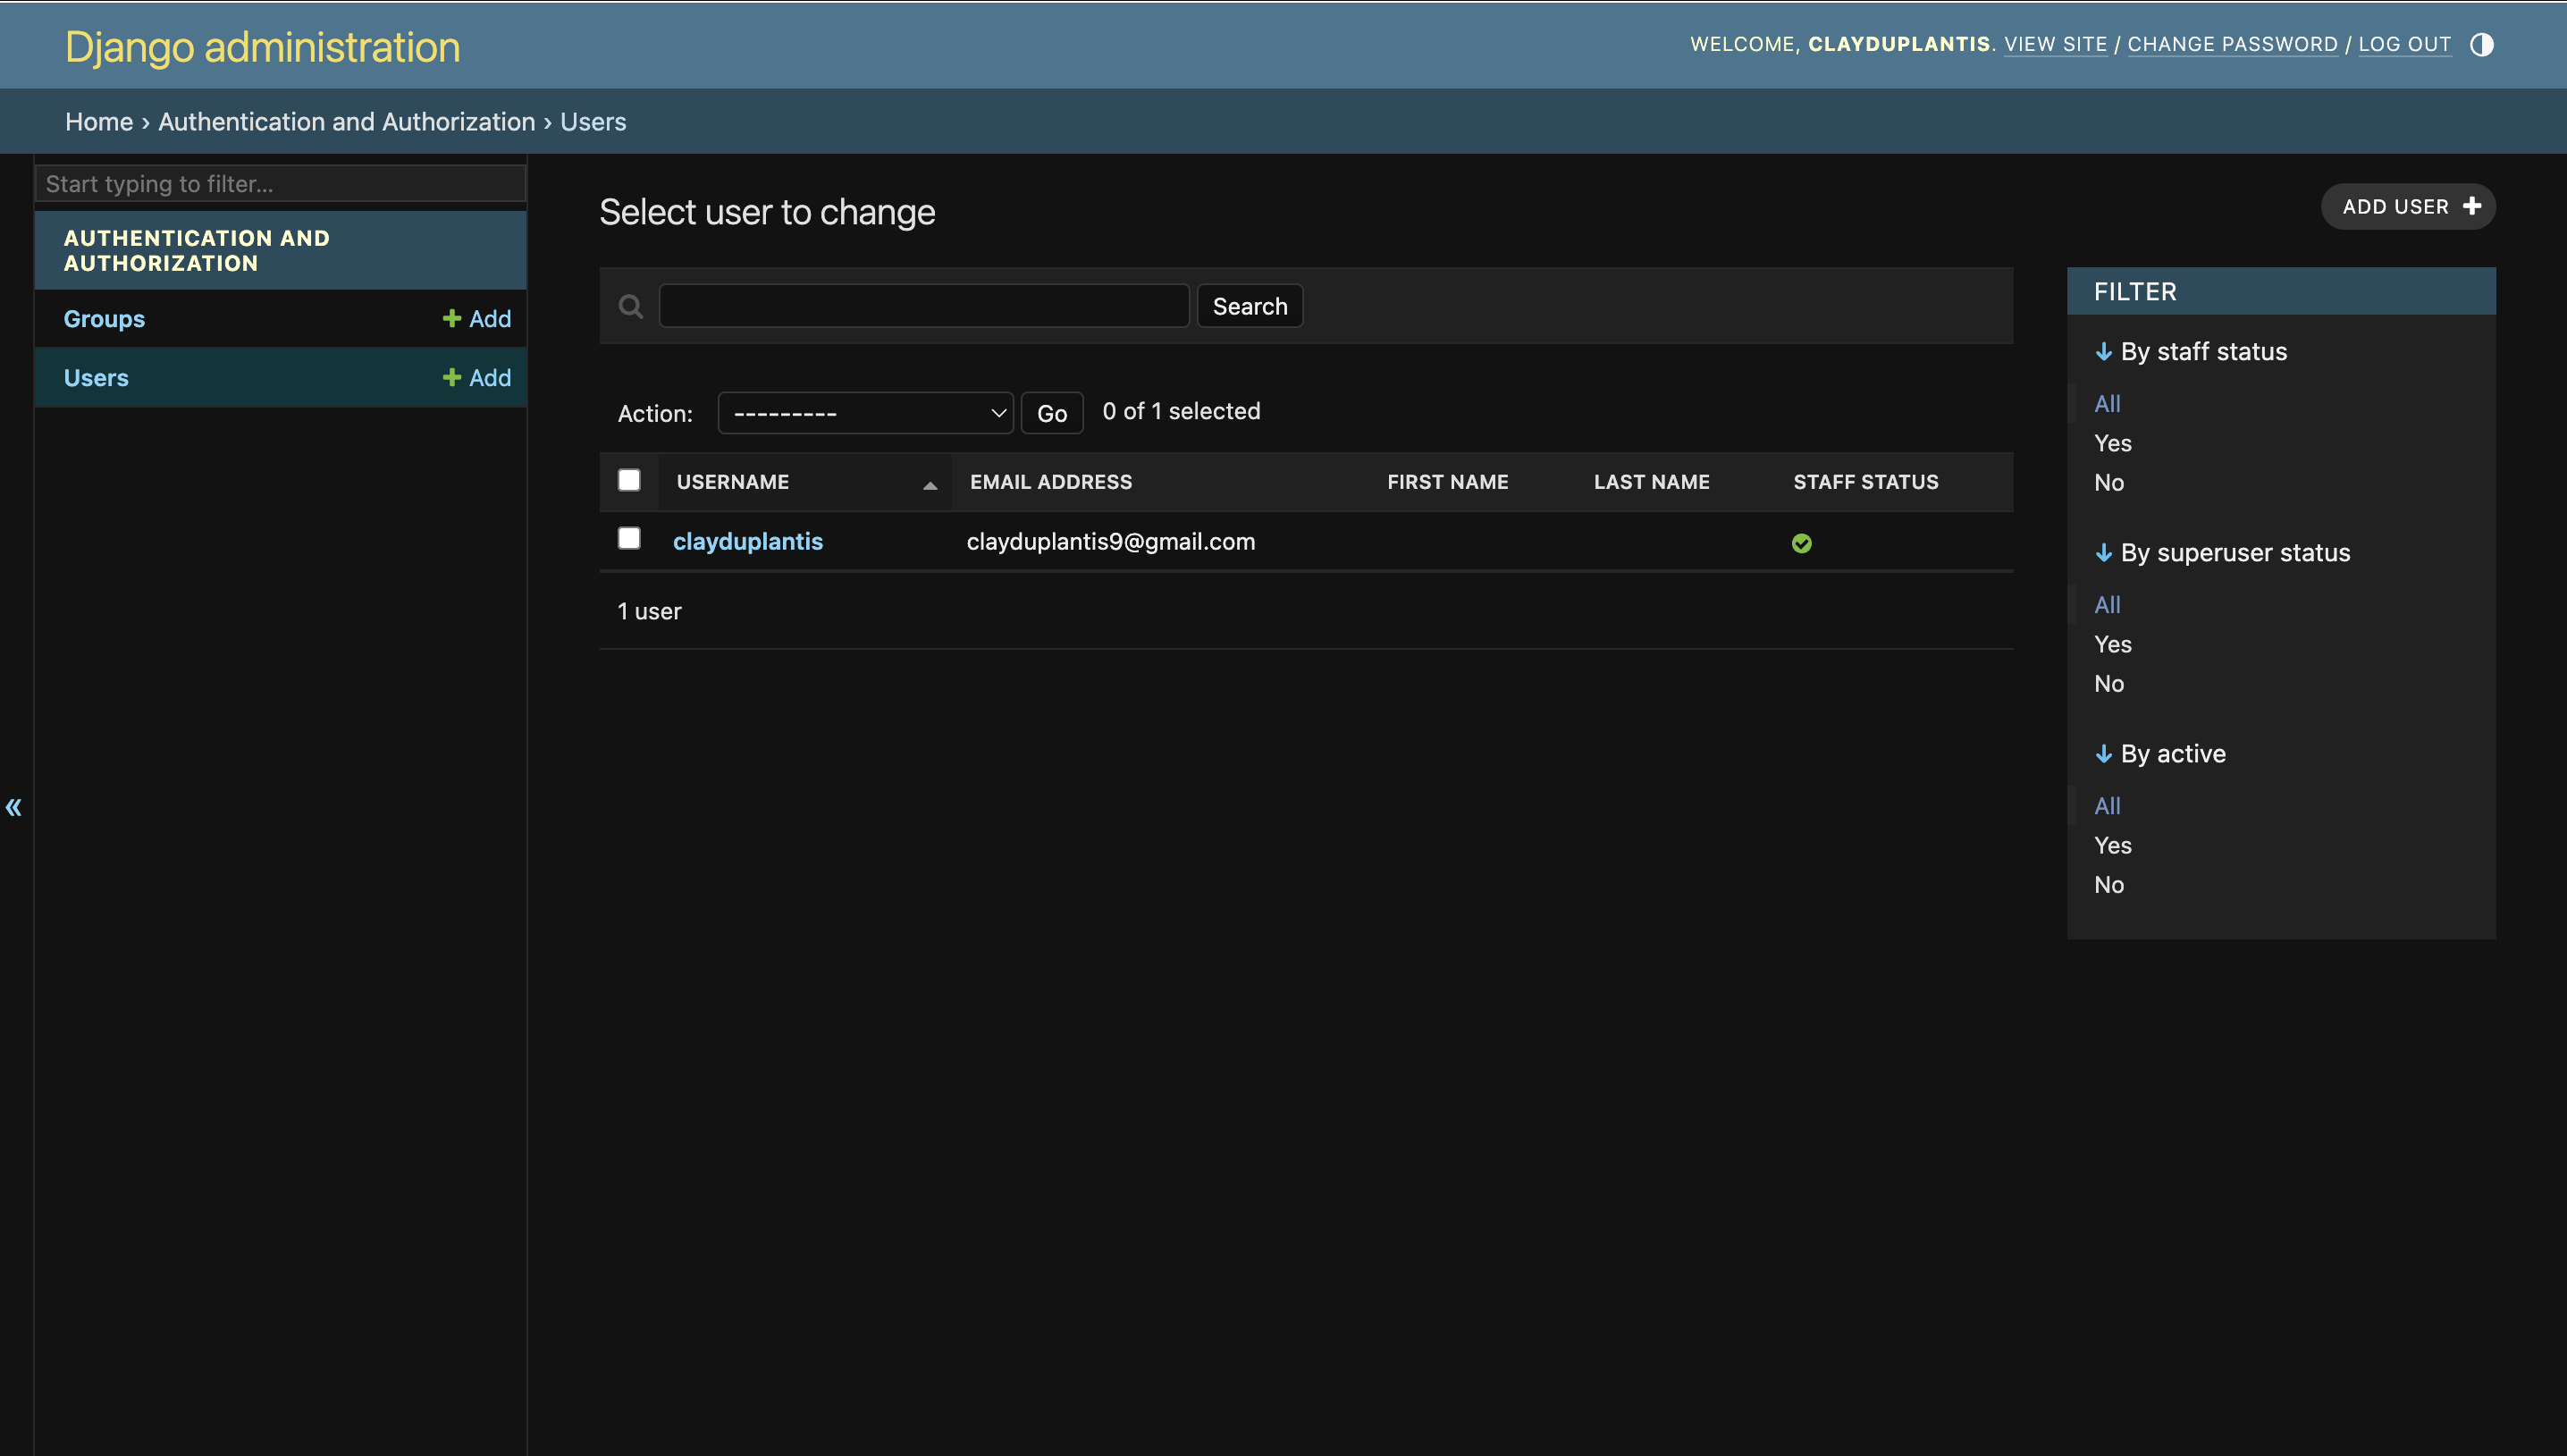 Django administration
WELCOME, CLAYDUPLANTIS. VIEW SITE / CHANGE PASSWORD / LOG OUT
Home › Authentication and Authorization › Users
Start typing to filter...
AUTHENTICATION AND
AUTHORIZATION
Groups
+ Add
Users
+ Add
«
Select user to change
ADD USER +
Search
Action: --------- Go 0 of 1 selected
USERNAME EMAIL ADDRESS FIRST NAME LAST NAME STAFF STATUS
clayduplantis clayduplantis9@gmail.com
1 user
FILTER
↓ By staff status
All
Yes
No
↓ By superuser status
All
Yes
No
↓ By active
All
Yes
No